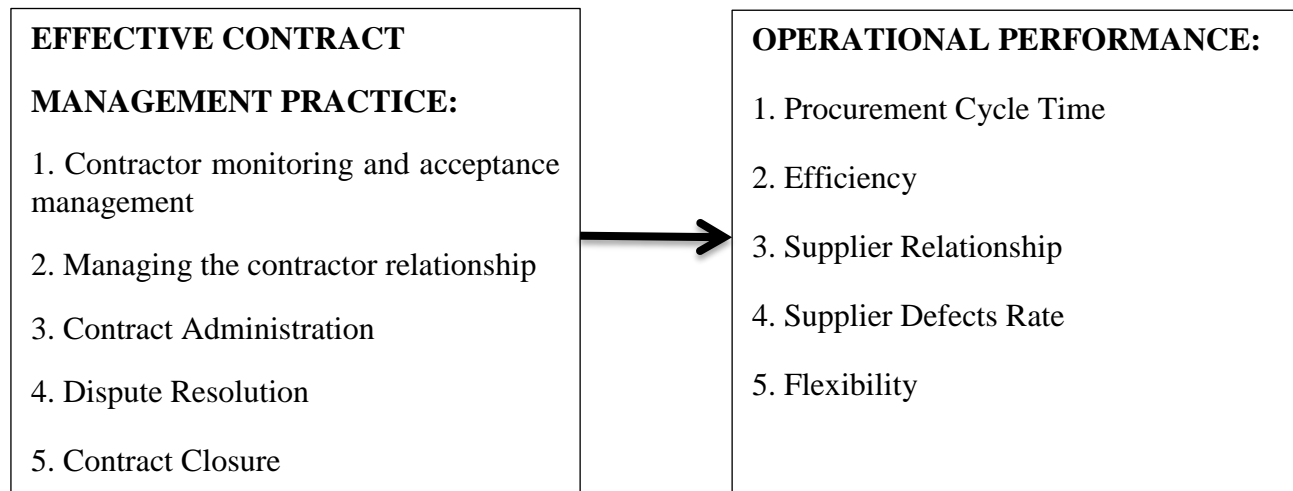 EFFECTIVE CONTRACT
MANAGEMENT PRACTICE:
1. Contractor monitoring and acceptance
management
2. Managing the contractor relationship
3. Contract Administration
4. Dispute Resolution
5. Contract Closure
OPERATIONAL PERFORMANCE:
1. Procurement Cycle Time
2. Efficiency
3. Supplier Relationship
4. Supplier Defects Rate
5. Flexibility